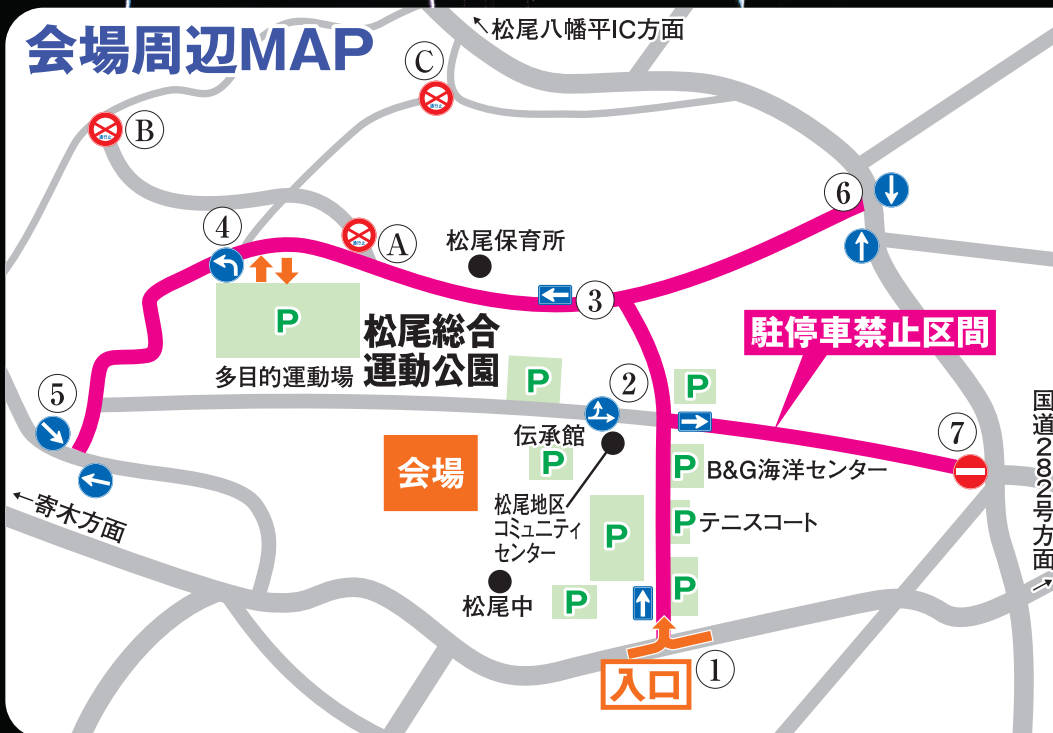 会場周辺MAP
↖松尾八幡平IC方面
Ⓒ
Ⓑ
⑥
④
Ⓐ
松尾保育所
③
P
松尾総合
運動公園
駐停車禁止区間
多目的運動場
P
②
P
⑤
国道282号方面→
⑦
伝承館
会場
P
P
B&G海洋センター
←寄木方面
松尾地区
コミュニティ
センター
P
P
テニスコート
松尾中
P
P
入口
①